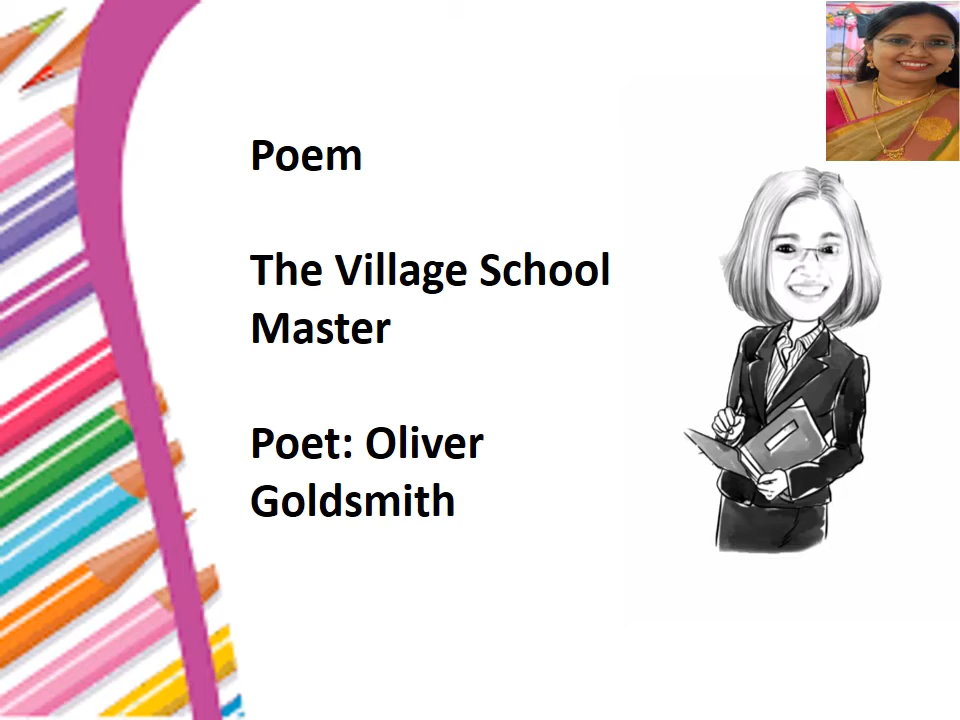 Poem
The Village School
Master
Poet: Oliver
Goldsmith